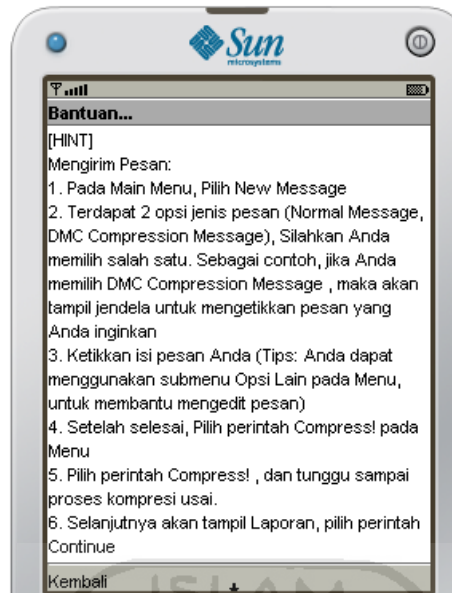 Sun
microsystems
Bantuan...
[HINT]
Mengirim Pesan:
1. Pada Main Menu, Pilih New Message
2. Terdapat 2 opsi jenis pesan (Normal Message,
DMC Compression Message), Silahkan Anda
memilih salah satu. Sebagai contoh, jika Anda
memilih DMC Compression Message , maka akan
tampil jendela untuk mengetikkan pesan yang
Anda inginkan
3. Ketikkan isi pesan Anda (Tips: Anda dapat
menggunakan submenu Opsi Lain pada Menu,
untuk membantu mengedit pesan)
4. Setelah selesai, Pilih perintah Compress! pada
Menu
5. Pilih perintah Compress! , dan tunggu sampai
proses kompresi usai.
6. Selanjutnya akan tampil Laporan, pilih perintah
Continue
Kembali
ISLAM